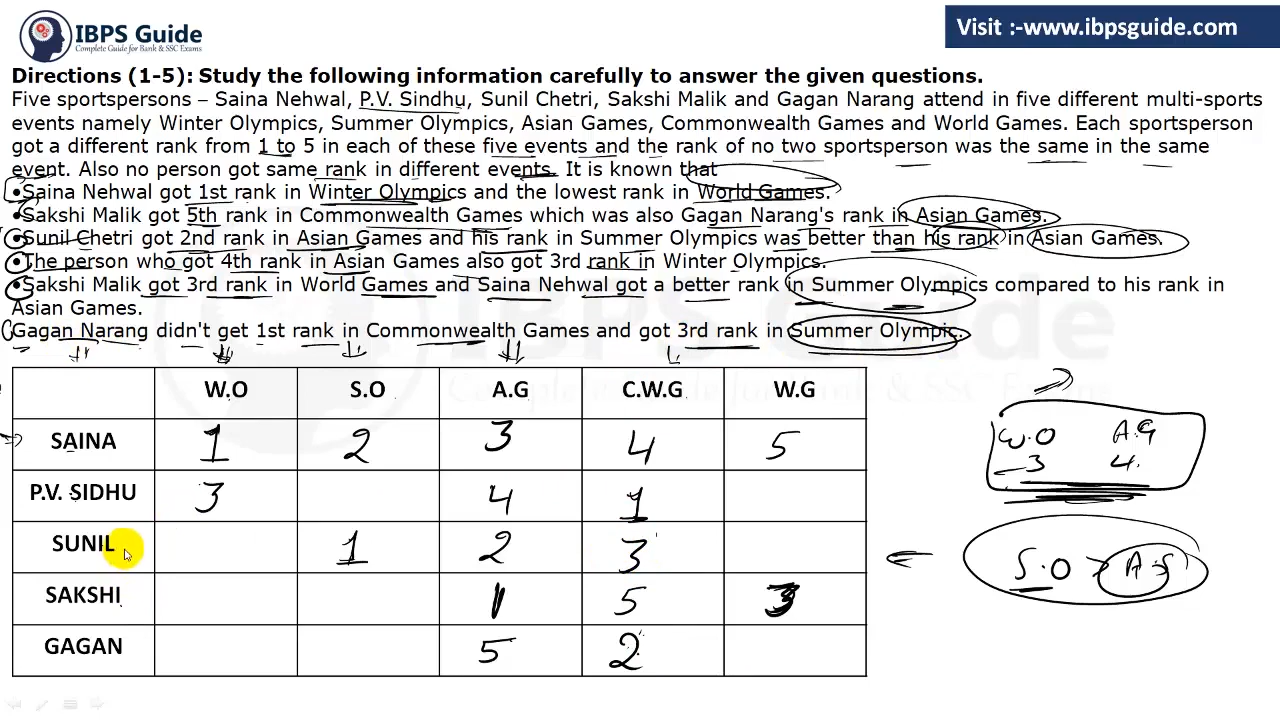 IBPS Guide
Complete Guide for Bank & SSC Exams
Visit :-www.ibpsguide.com
Directions (1-5): Study the following information carefully to answer the given questions.
Five sportspersons – Saina Nehwal, P.V. Sindhu, Sunil Chetri, Sakshi Malik and Gagan Narang attend in five different multi-sports
events namely Winter Olympics, Summer Olympics, Asian Games, Commonwealth Games and World Games. Each sportsperson
got a different rank from 1 to 5 in each of these five events and the rank of no two sportsperson was the same in the same
event. Also no person got same rank in different events. It is known that
•Saina Nehwal got 1st rank in Winter Olympics and the lowest rank in World Games.
•Sakshi Malik got 5th rank in Commonwealth Games which was also Gagan Narang's rank in Asian Games.
•Sunil Chetri got 2nd rank in Asian Games and his rank in Summer Olympics was better than his rank in Asian Games.
•The person who got 4th rank in Asian Games also got 3rd rank in Winter Olympics.
•Sakshi Malik got 3rd rank in World Games and Saina Nehwal got a better rank in Summer Olympics compared to his rank in
Asian Games.
Gagan Narang didn't get 1st rank in Commonwealth Games and got 3rd rank in Summer Olympic.
W.O S.O A.G C.W.G W.G
SAINA 1 2 3 4 5
P.V. SIDHU 3 4 1
SUNIL 1 2 3
SAKSHI 1 5 3
GAGAN 5 2
W.O A.G
3 4.
S.O > A.G